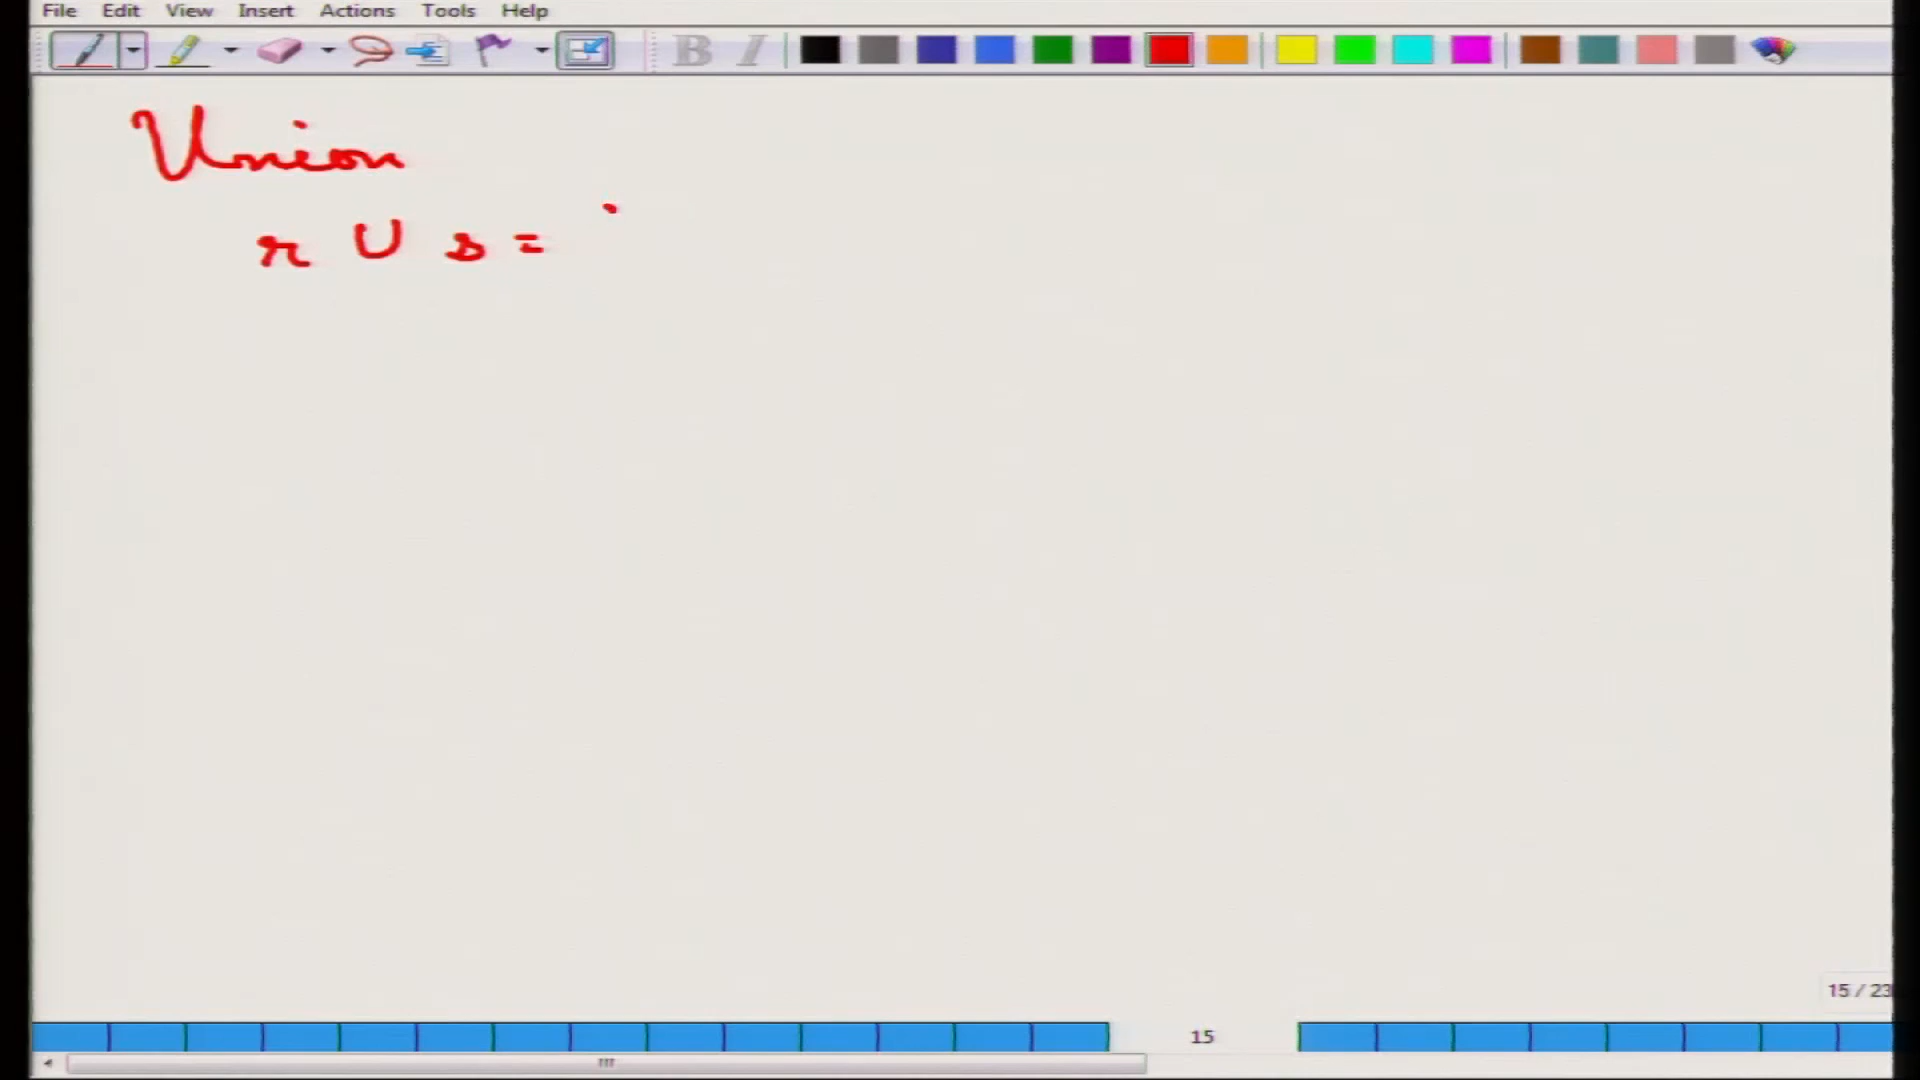 File Edit View Insert Actions Tools Help
B I
Union
r ∪ s =
15 / 23
15